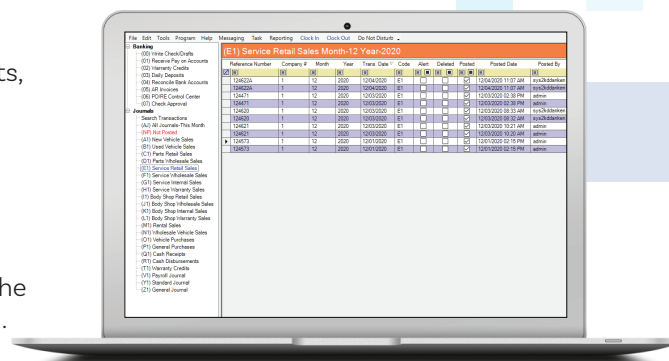 ts,
he
.
File Edit Tools Program Help Messaging Task Reporting Clock In Clock Out Do Not Disturb
Banking
(00) Write Check/Drafts
(01) Receive Pay on Accounts
(02) Warranty Credits
(03) Daily Deposits
(04) Reconcile Bank Accounts
(05) AR Invoices
(06) PO/RE Control Center
(07) Check Approval
Journals
Search Transactions
(AJ) All Journals-This Month
(NP) Not Posted
(A1) New Vehicle Sales
(B1) Used Vehicle Sales
(C1) Parts Retail Sales
(D1) Parts Wholesale Sales
(E1) Service Retail Sales
(F1) Service Wholesale Sales
(G1) Service Internal Sales
(H1) Service Warranty Sales
(I1) Body Shop Retail Sales
(J1) Body Shop Wholesale Sales
(K1) Body Shop Internal Sales
(L1) Body Shop Warranty Sales
(M1) Rental Sales
(N1) Wholesale Vehicle Sales
(O1) Vehicle Purchases
(P1) General Purchases
(Q1) Cash Receipts
(R1) Cash Disbursements
(T1) Warranty Credits
(V1) Payroll Journal
(Y1) Standard Journal
(Z1) General Journal
(E1) Service Retail Sales Month-12 Year-2020
Reference Number Company # Month Year Trans. Date Code Alert Deleted Posted Posted Date Posted By
124622A 1 12 2020 12/04/2020 E1 12/04/2020 11:07 AM sys2kddanken
124622A 1 12 2020 12/04/2020 E1 12/04/2020 11:07 AM sys2kddanken
124471 1 12 2020 12/03/2020 E1 12/03/2020 02:38 PM admin
124471 1 12 2020 12/03/2020 E1 12/03/2020 02:38 PM admin
124620 1 12 2020 12/03/2020 E1 12/04/2020 08:33 AM sys2kddanken
124620 1 12 2020 12/03/2020 E1 12/04/2020 08:32 AM sys2kddanken
124621 1 12 2020 12/03/2020 E1 12/03/2020 10:21 AM admin
124621 1 12 2020 12/03/2020 E1 12/03/2020 10:20 AM admin
124573 1 12 2020 12/01/2020 E1 12/01/2020 02:15 PM admin
124573 1 12 2020 12/01/2020 E1 12/01/2020 02:15 PM admin